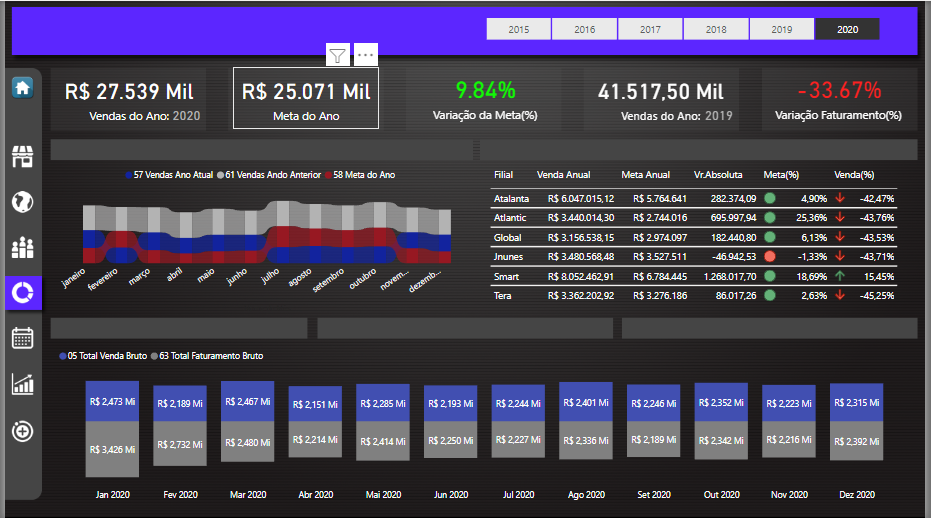 2015 2016 2017 2018 2019 2020
R$ 27.539 Mil R$ 25.071 Mil 9.84% 41.517,50 Mil -33.67%
Vendas do Ano: 2020 Meta do Ano Variação da Meta(%) Vendas do Ano: 2019 Variação Faturamento(%)
57 Vendas Ano Atual 61 Vendas Ando Anterior 58 Meta do Ano
janeiro fevereiro março abril maio junho julho agosto setembro outubro novem... dezemb...
Filial Venda Anual Meta Anual Vr.Absoluta Meta(%) Venda(%)
Atalanta R$ 6.047.015,12 R$ 5.764.641 282.374,09 4,90% -42,47%
Atlantic R$ 3.440.014,30 R$ 2.744.016 695.997,94 25,36% -43,76%
Global R$ 3.156.538,15 R$ 2.974.097 182.440,80 6,13% -43,53%
Jnunes R$ 3.480.568,48 R$ 3.527.511 -46.942,53 -1,33% -43,71%
Smart R$ 8.052.462,91 R$ 6.784.445 1.268.017,70 18,69% 15,45%
Tera R$ 3.362.202,92 R$ 3.276.186 86.017,26 2,63% -45,25%
05 Total Venda Bruto 63 Total Faturamento Bruto
R$ 2,473 Mi R$ 2,189 Mi R$ 2,467 Mi R$ 2,151 Mi R$ 2,285 Mi R$ 2,193 Mi R$ 2,244 Mi R$ 2,401 Mi R$ 2,246 Mi R$ 2,352 Mi R$ 2,223 Mi R$ 2,315 Mi
R$ 3,426 Mi R$ 2,732 Mi R$ 2,480 Mi R$ 2,214 Mi R$ 2,414 Mi R$ 2,250 Mi R$ 2,227 Mi R$ 2,336 Mi R$ 2,189 Mi R$ 2,342 Mi R$ 2,216 Mi R$ 2,392 Mi
Jan 2020 Fev 2020 Mar 2020 Abr 2020 Mai 2020 Jun 2020 Jul 2020 Ago 2020 Set 2020 Out 2020 Nov 2020 Dez 2020